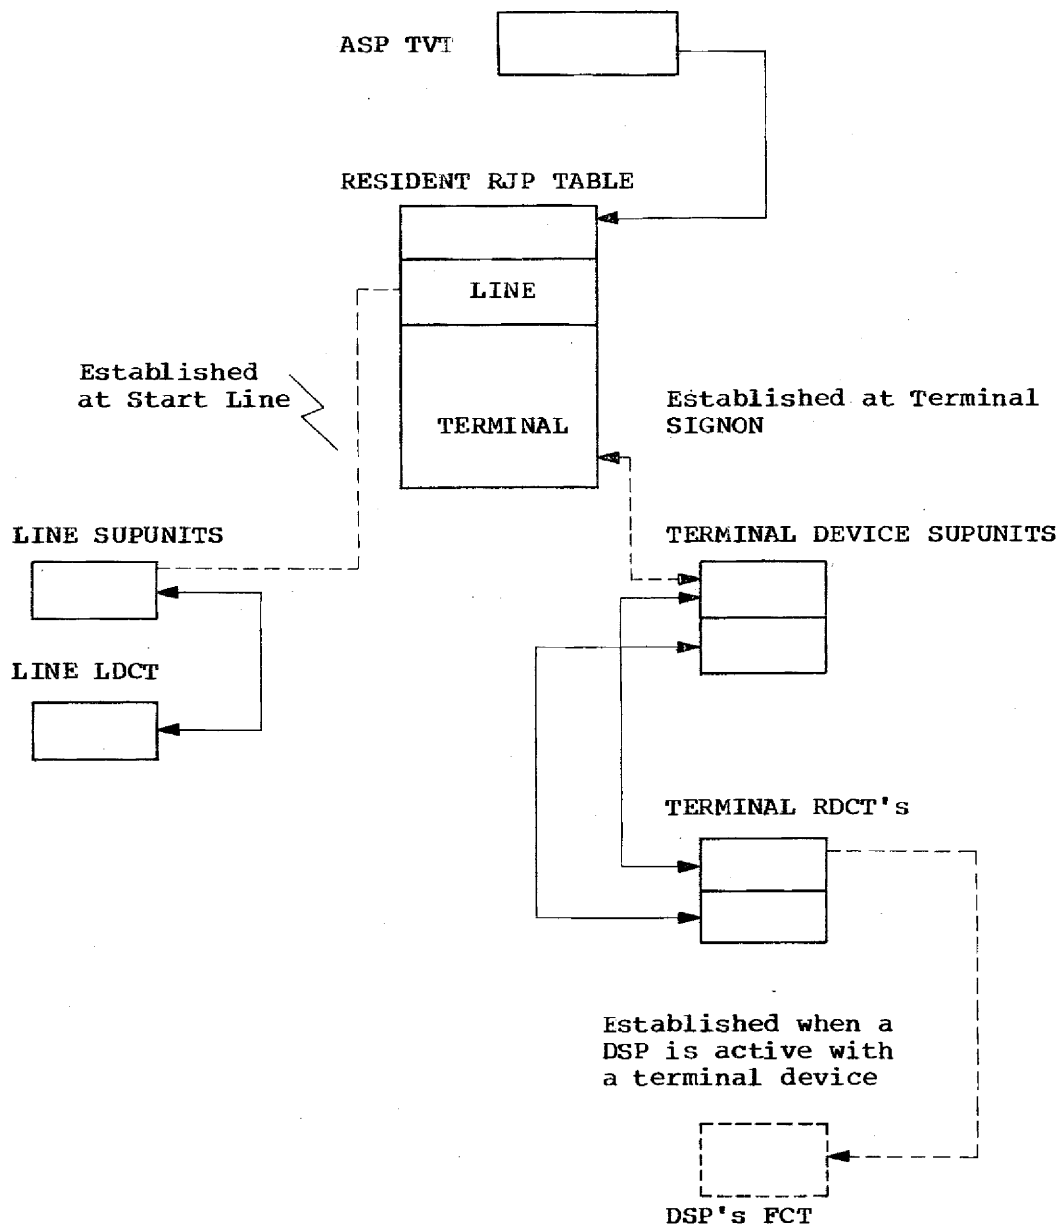 ASP TVT
RESIDENT RJP TABLE
LINE
Established
at Start Line
Established at Terminal
SIGNON
TERMINAL
LINE SUPUNITS
TERMINAL DEVICE SUPUNITS
LINE LDCT
TERMINAL RDCT's
Established when a
DSP is active with
a terminal device
DSP's FCT